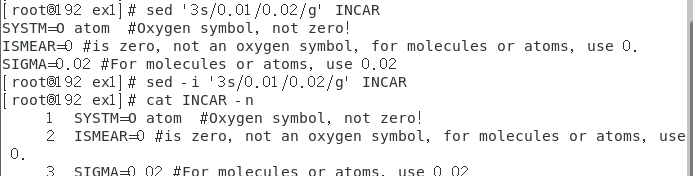 [root@192 ex1]# sed '3s/0.01/0.02/g' INCAR
SYSTM=O atom  #Oxygen symbol, not zero!
ISMEAR=0 #is zero, not an oxygen symbol, for molecules or atoms, use 0.
SIGMA=0.02 #For molecules or atoms, use 0.02
[root@192 ex1]# sed -i '3s/0.01/0.02/g' INCAR
[root@192 ex1]# cat INCAR -n
     1  SYSTM=O atom  #Oxygen symbol, not zero!
     2  ISMEAR=0 #is zero, not an oxygen symbol, for molecules or atoms, use
 0.
     3  SIGMA=0.02 #For molecules or atoms, use 0.02